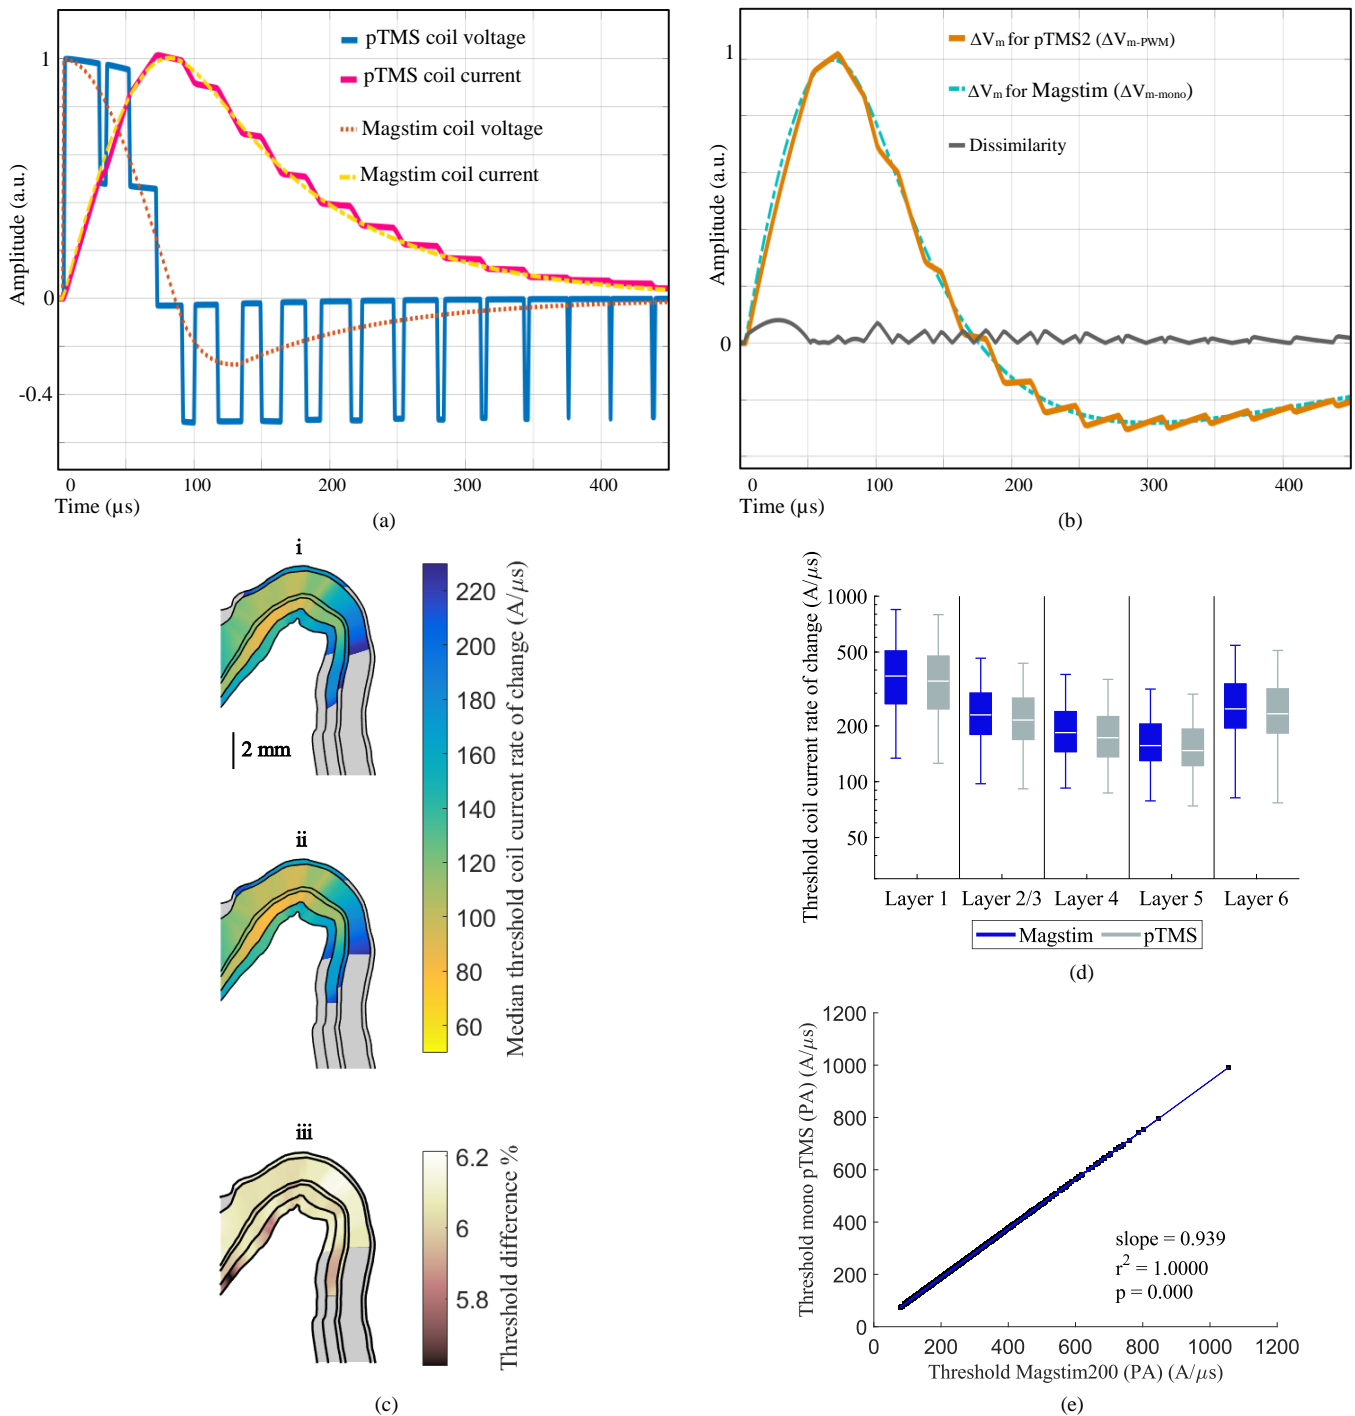 pTMS coil voltage
pTMS coil current
Magstim coil voltage
Magstim coil current
Amplitude (a.u.)
1
0
-0.4
0 100 200 300 400
Time (µs)
(a)
ΔVm for pTMS2 (ΔVm-PWM)
ΔVm for Magstim (ΔVm-mono)
Dissimilarity
Amplitude (a.u.)
1
0
0 100 200 300 400
Time (µs)
(b)
i
2 mm
ii
220
200
180
160
140
120
100
80
60
Median threshold coil current rate of change (A/µs)
iii
6.2
6
5.8
Threshold difference %
(c)
Threshold coil current rate of change (A/µs)
1000
500
200
100
50
Layer 1 Layer 2/3 Layer 4 Layer 5 Layer 6
Magstim pTMS
(d)
Threshold mono pTMS (PA) (A/µs)
1200
1000
800
600
400
200
0
slope = 0.939
r² = 1.0000
p = 0.000
0 200 400 600 800 1000 1200
Threshold Magstim200 (PA) (A/µs)
(e)